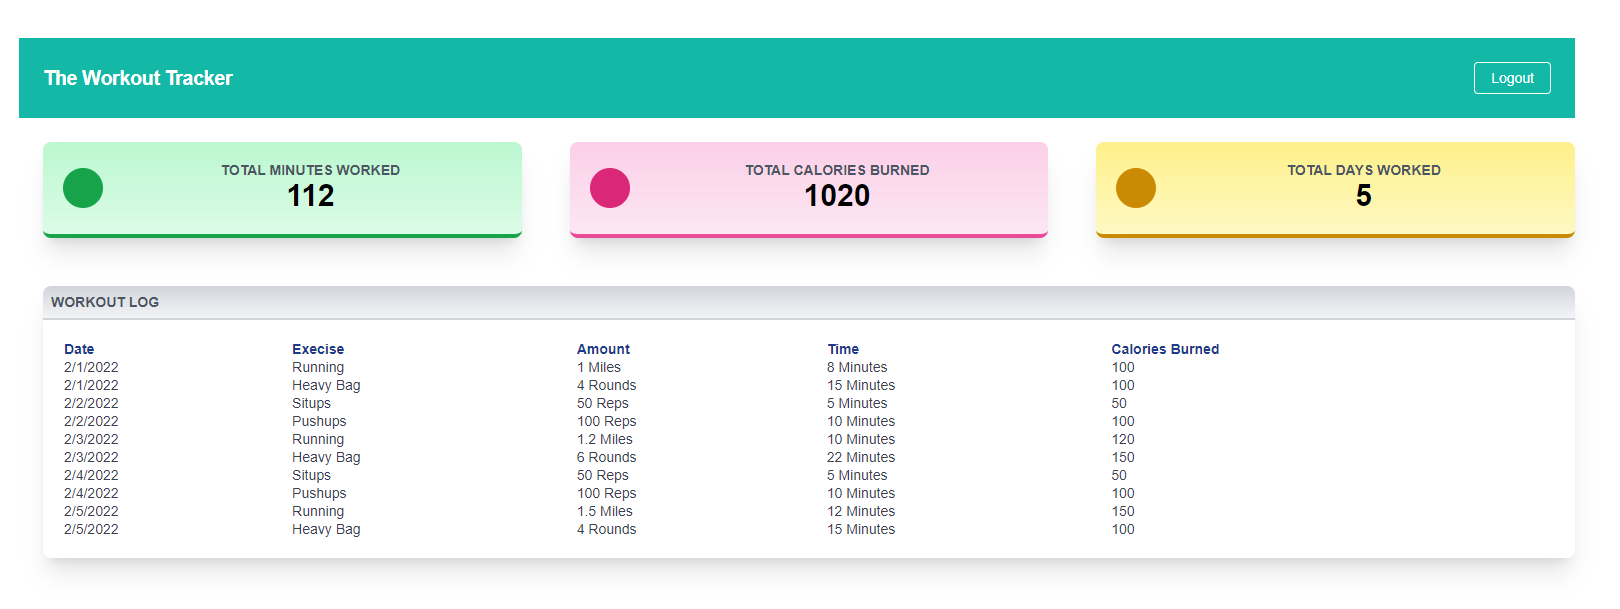 The Workout Tracker
Logout
TOTAL MINUTES WORKED
112
TOTAL CALORIES BURNED
1020
TOTAL DAYS WORKED
5
WORKOUT LOG
Date Execise Amount Time Calories Burned
2/1/2022 Running 1 Miles 8 Minutes 100
2/1/2022 Heavy Bag 4 Rounds 15 Minutes 100
2/2/2022 Situps 50 Reps 5 Minutes 50
2/2/2022 Pushups 100 Reps 10 Minutes 100
2/3/2022 Running 1.2 Miles 10 Minutes 120
2/3/2022 Heavy Bag 6 Rounds 22 Minutes 150
2/4/2022 Situps 50 Reps 5 Minutes 50
2/4/2022 Pushups 100 Reps 10 Minutes 100
2/5/2022 Running 1.5 Miles 12 Minutes 150
2/5/2022 Heavy Bag 4 Rounds 15 Minutes 100